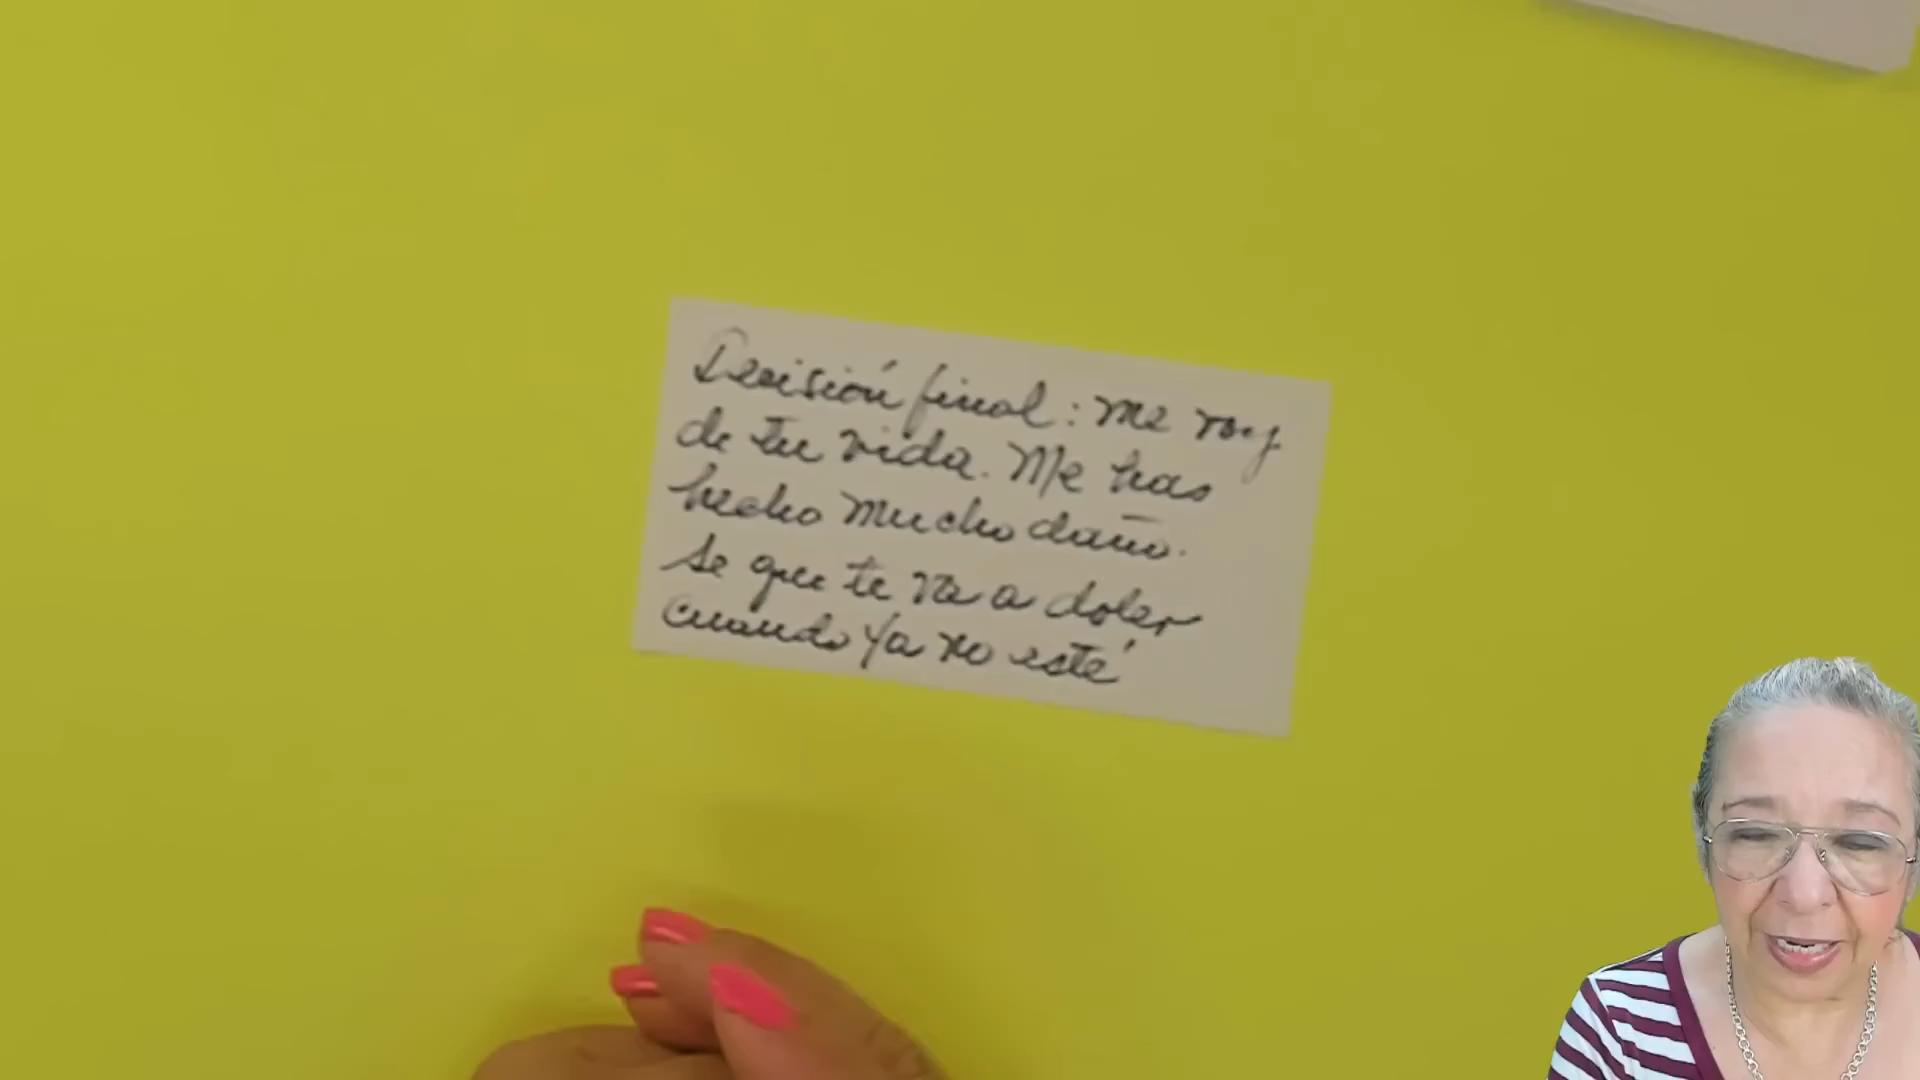 Decisión final: me voy
de tu vida. Me has
hecho mucho daño.
Se que te va a doler
cuando ya no esté